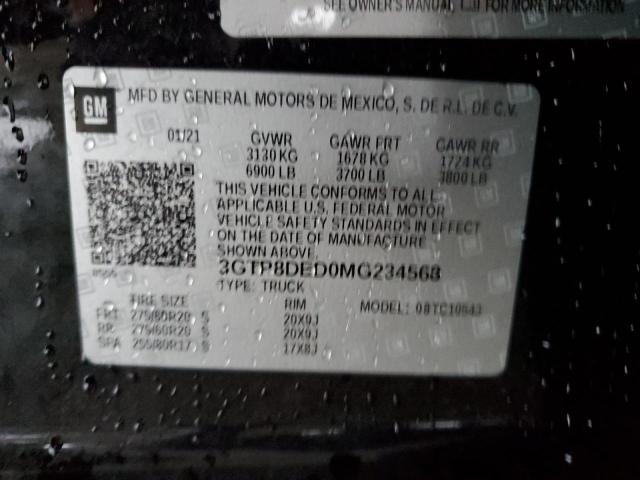 SEE OWNER'S MANUAL FOR MORE INFORMATION
GM
MFD BY GENERAL MOTORS DE MEXICO, S. DE R.L. DE C.V.
01/21 GVWR GAWR FRT GAWR RR
3130 KG 1678 KG 1724 KG
6900 LB 3700 LB 3800 LB
THIS VEHICLE CONFORMS TO ALL
APPLICABLE U.S. FEDERAL MOTOR
VEHICLE SAFETY STANDARDS IN EFFECT
ON THE DATE OF MANUFACTURE
SHOWN ABOVE.
3GTP8DED0MG234568
TYPE: TRUCK
TIRE SIZE RIM MODEL: 0BTC10543
FRT 275/60R20 S 20X9J
RR 275/60R20 S 20X9J
SPA 255/80R17 S 17X8J